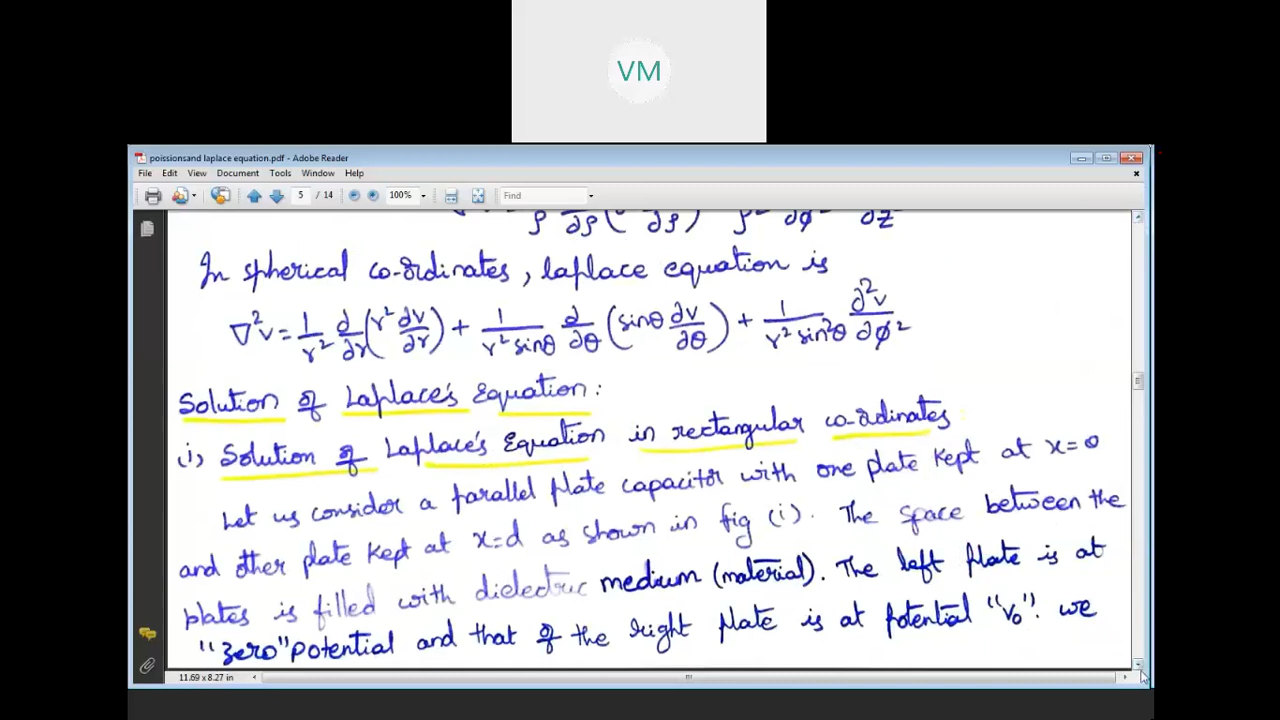 VM
poissionsand laplace equation.pdf - Adobe Reader
File Edit View Document Tools Window Help
5 / 14 100% Find
ρ ∂ρ ( ∂ρ ) ρ² ∂φ² ∂z²
In spherical co-ordinates, laplace equation is
∇²v = 1/r² ∂/∂r (r² ∂v/∂r) + 1/(r² sinθ) ∂/∂θ (sinθ ∂v/∂θ) + 1/(r² sin²θ) ∂²v/∂φ²
Solution of Laplace's Equation:
(i) Solution of Laplace's Equation in rectangular co-ordinates
Let us consider a parallel plate capacitor with one plate kept at x=0
and other plate kept at x=d as shown in fig (i). The space between the
plates is filled with dielectric medium (material). The left plate is at
"zero" potential and that of the right plate is at potential "V₀". we
11.69 x 8.27 in